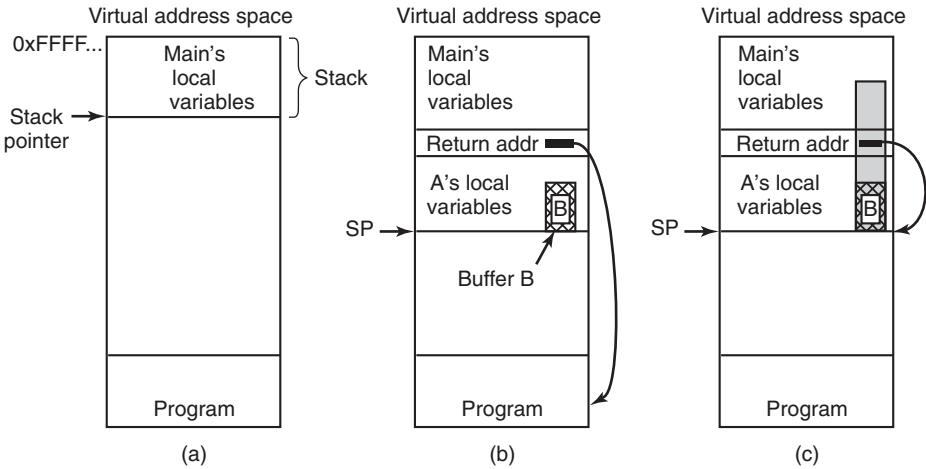 Virtual address space
0xFFFF...
Main's
local
variables
Stack
Stack
pointer
Program
(a)
Virtual address space
Main's
local
variables
Return addr
A's local
variables
B
SP
Buffer B
Program
(b)
Virtual address space
Main's
local
variables
Return addr
A's local
variables
B
SP
Program
(c)